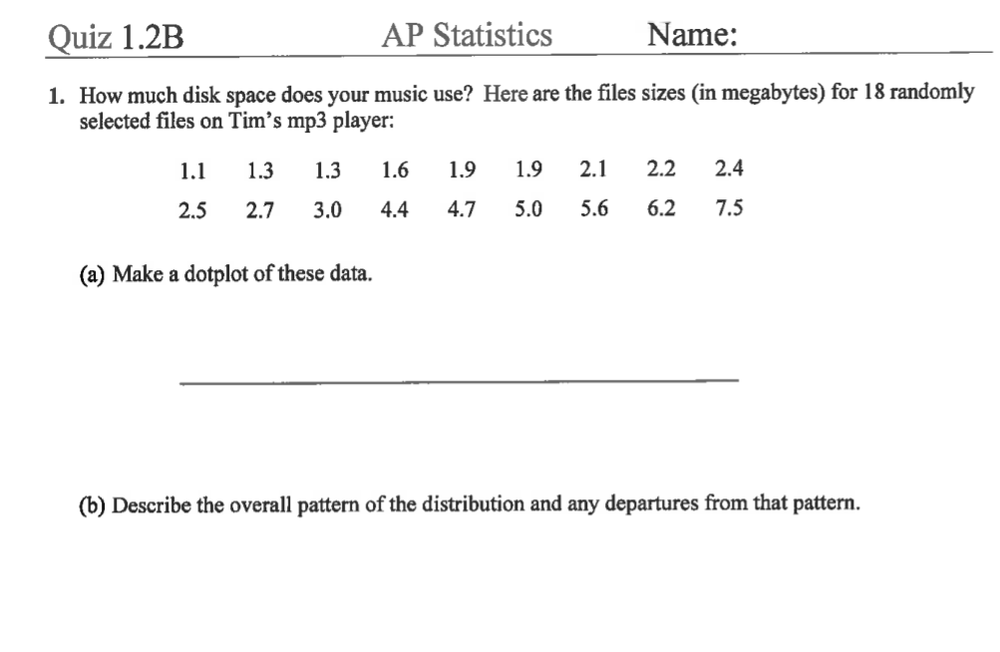 Quiz 1.2B AP Statistics Name:
1. How much disk space does your music use? Here are the files sizes (in megabytes) for 18 randomly
selected files on Tim's mp3 player:
1.1 1.3 1.3 1.6 1.9 1.9 2.1 2.2 2.4
2.5 2.7 3.0 4.4 4.7 5.0 5.6 6.2 7.5
(a) Make a dotplot of these data.
(b) Describe the overall pattern of the distribution and any departures from that pattern.